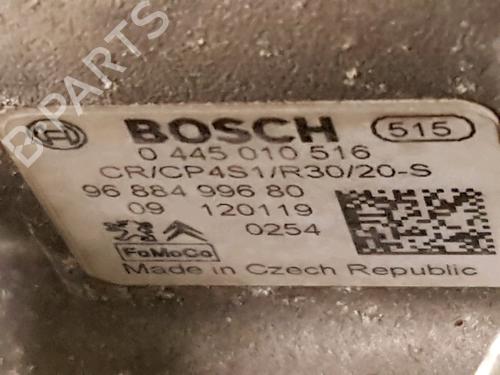 B-PARTS
BOSCH 515
0 445 010 516
CR/CP4S1/R30/20-S
96 884 996 80
09 120119
0254
FoMoCo
Made in Czech Republic